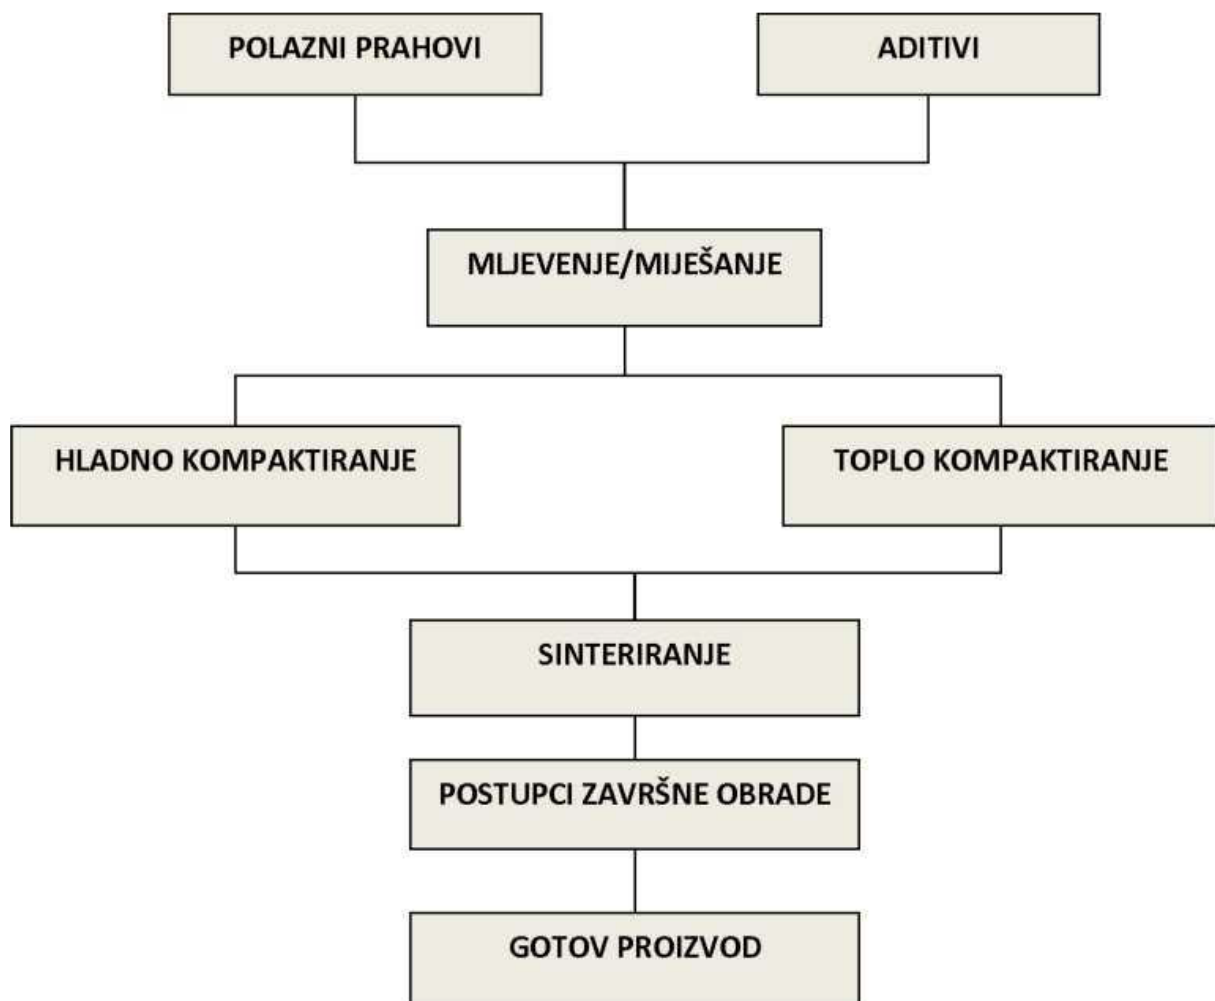 POLAZNI PRAHOVI
ADITIVI
MLJEVENJE/MIJEŠANJE
HLADNO KOMPAKTIRANJE
TOPLO KOMPAKTIRANJE
SINTERIRANJE
POSTUPCI ZAVRŠNE OBRADE
GOTOV PROIZVOD